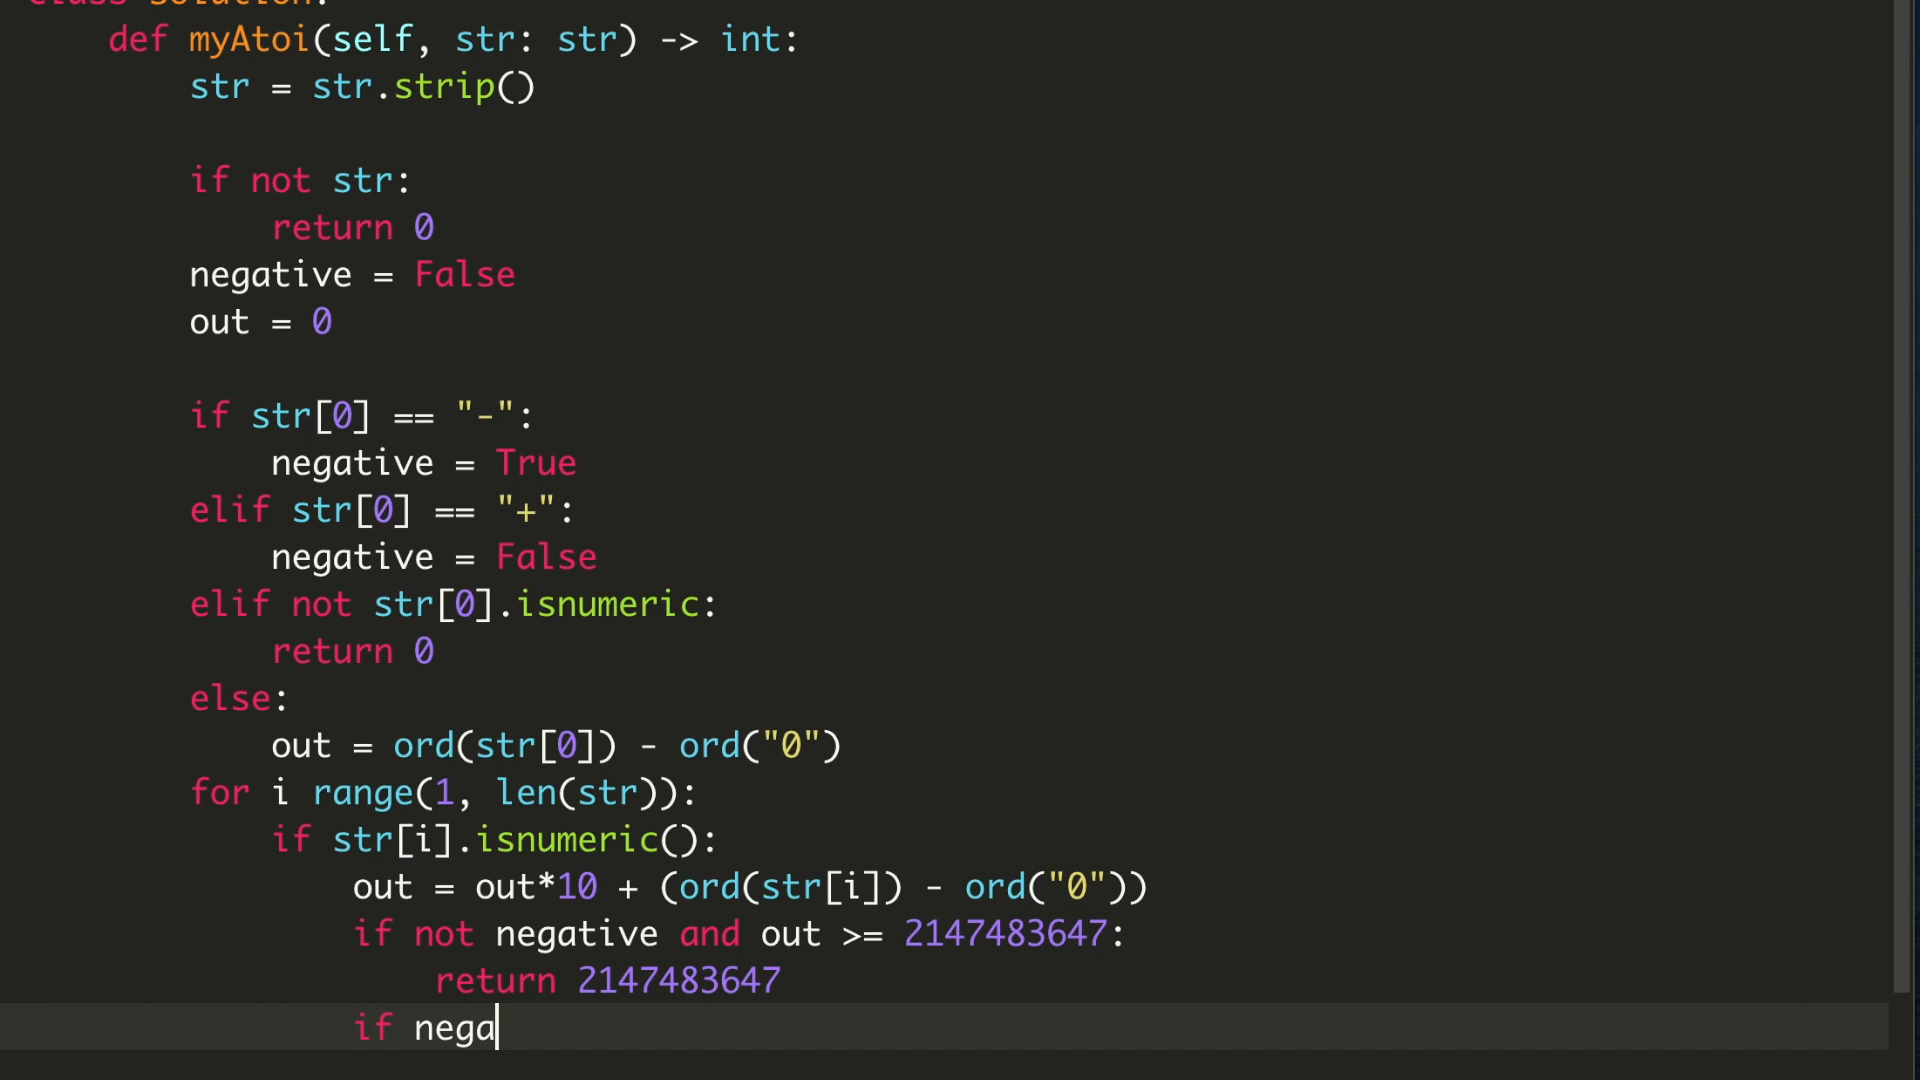 class Solution:
def myAtoi(self, str: str) -> int:
str = str.strip()
if not str:
return 0
negative = False
out = 0
if str[0] == "-":
negative = True
elif str[0] == "+":
negative = False
elif not str[0].isnumeric:
return 0
else:
out = ord(str[0]) - ord("0")
for i range(1, len(str)):
if str[i].isnumeric():
out = out*10 + (ord(str[i]) - ord("0"))
if not negative and out >= 2147483647:
return 2147483647
if nega